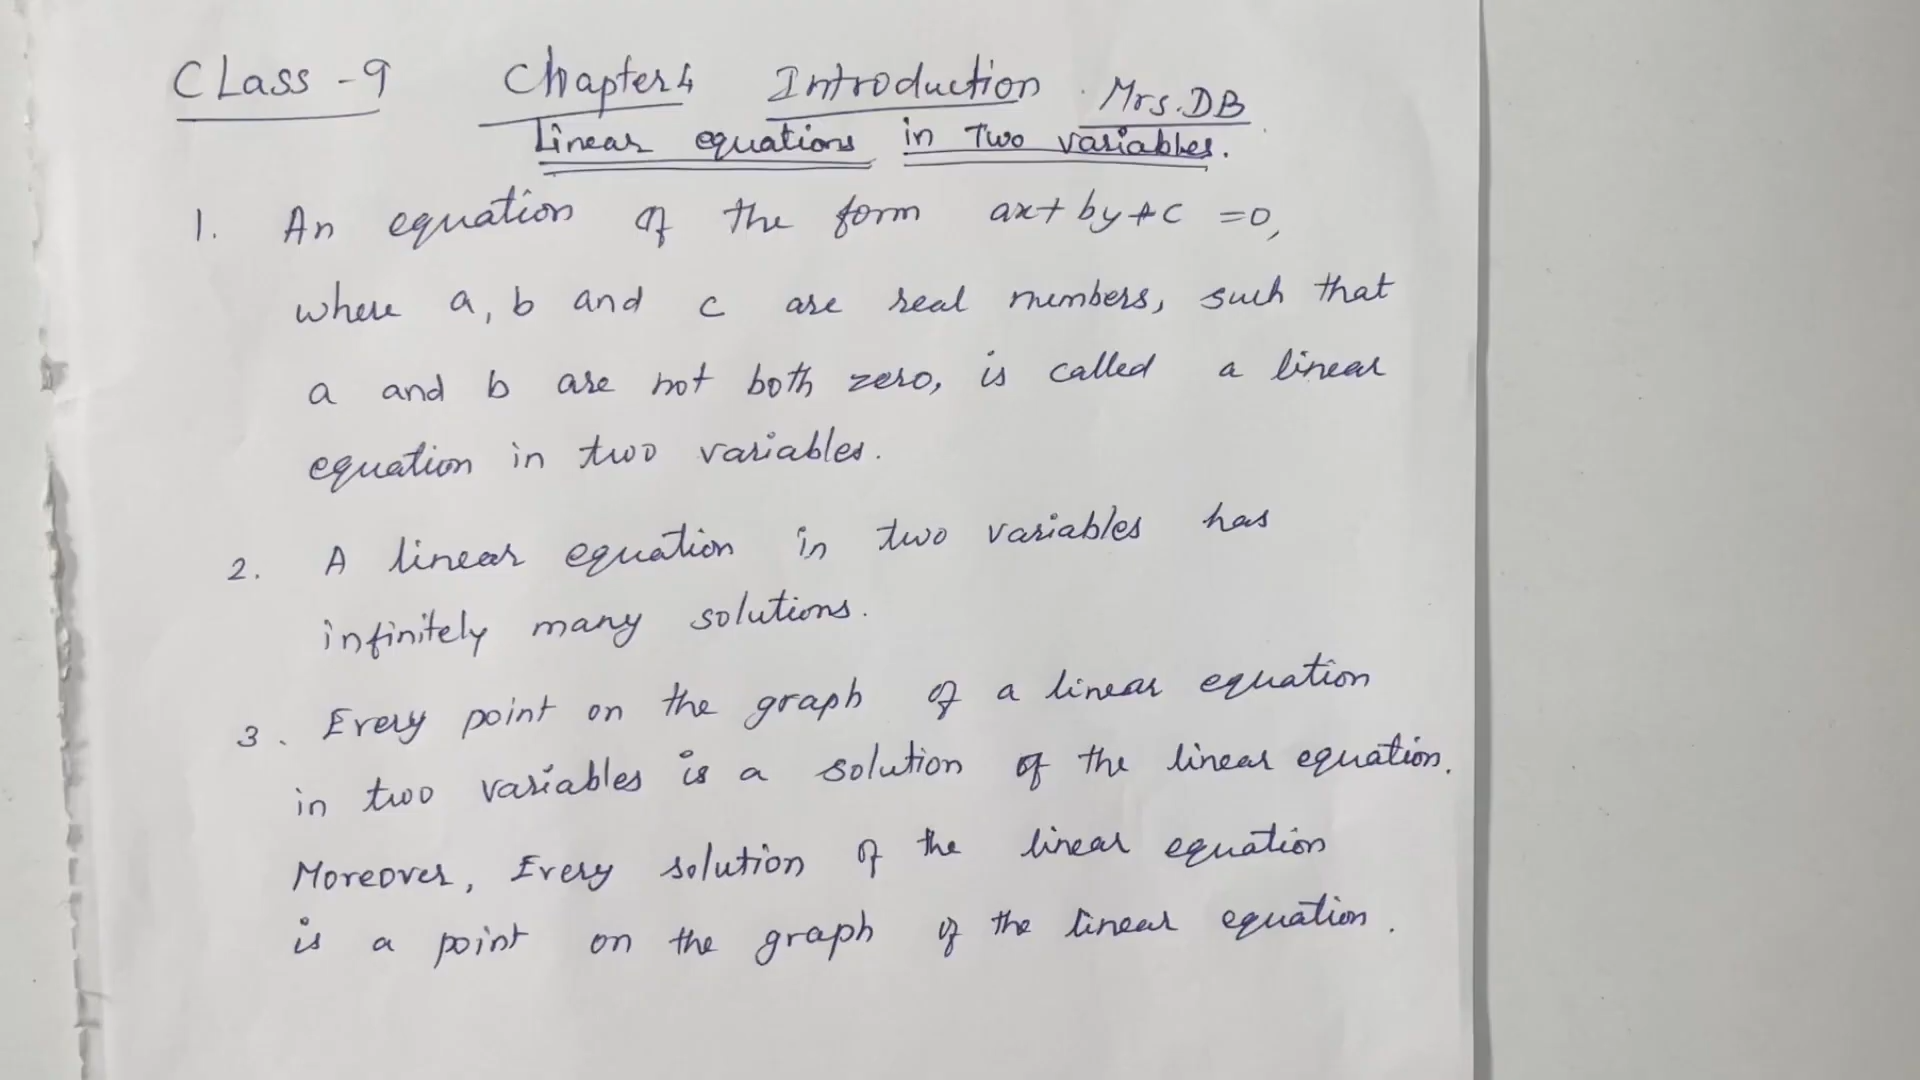 CLass - 9 Chapter 4 Introduction Mrs. DB
Linear equations in Two variables.
1. An equation of the form ax + by + c = 0,
where a, b and c are real numbers, such that
a and b are not both zero, is called a linear
equation in two variables.
2. A linear equation in two variables has
infinitely many solutions.
3. Every point on the graph of a linear equation
in two variables is a solution of the linear equation.
Moreover, Every solution of the linear equation
is a point on the graph of the linear equation.